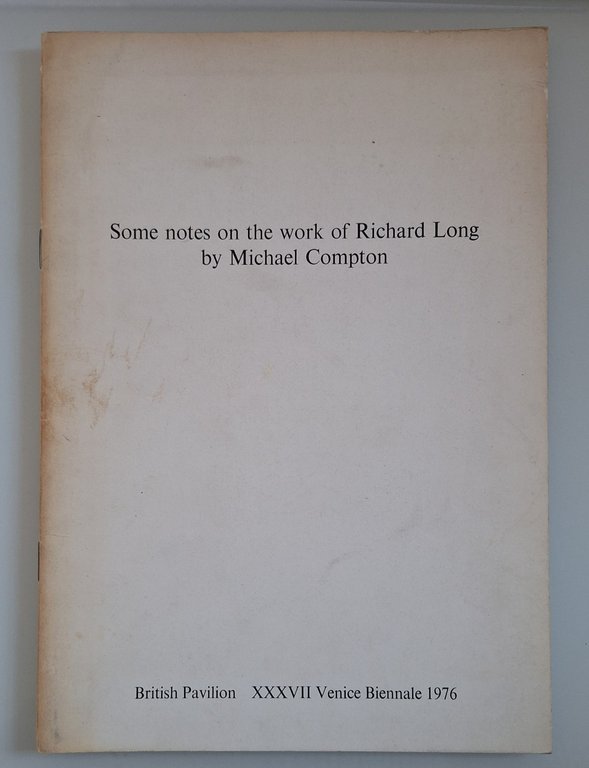 Some notes on the work of Richard Long
by Michael Compton
British Pavilion XXXVII Venice Biennale 1976